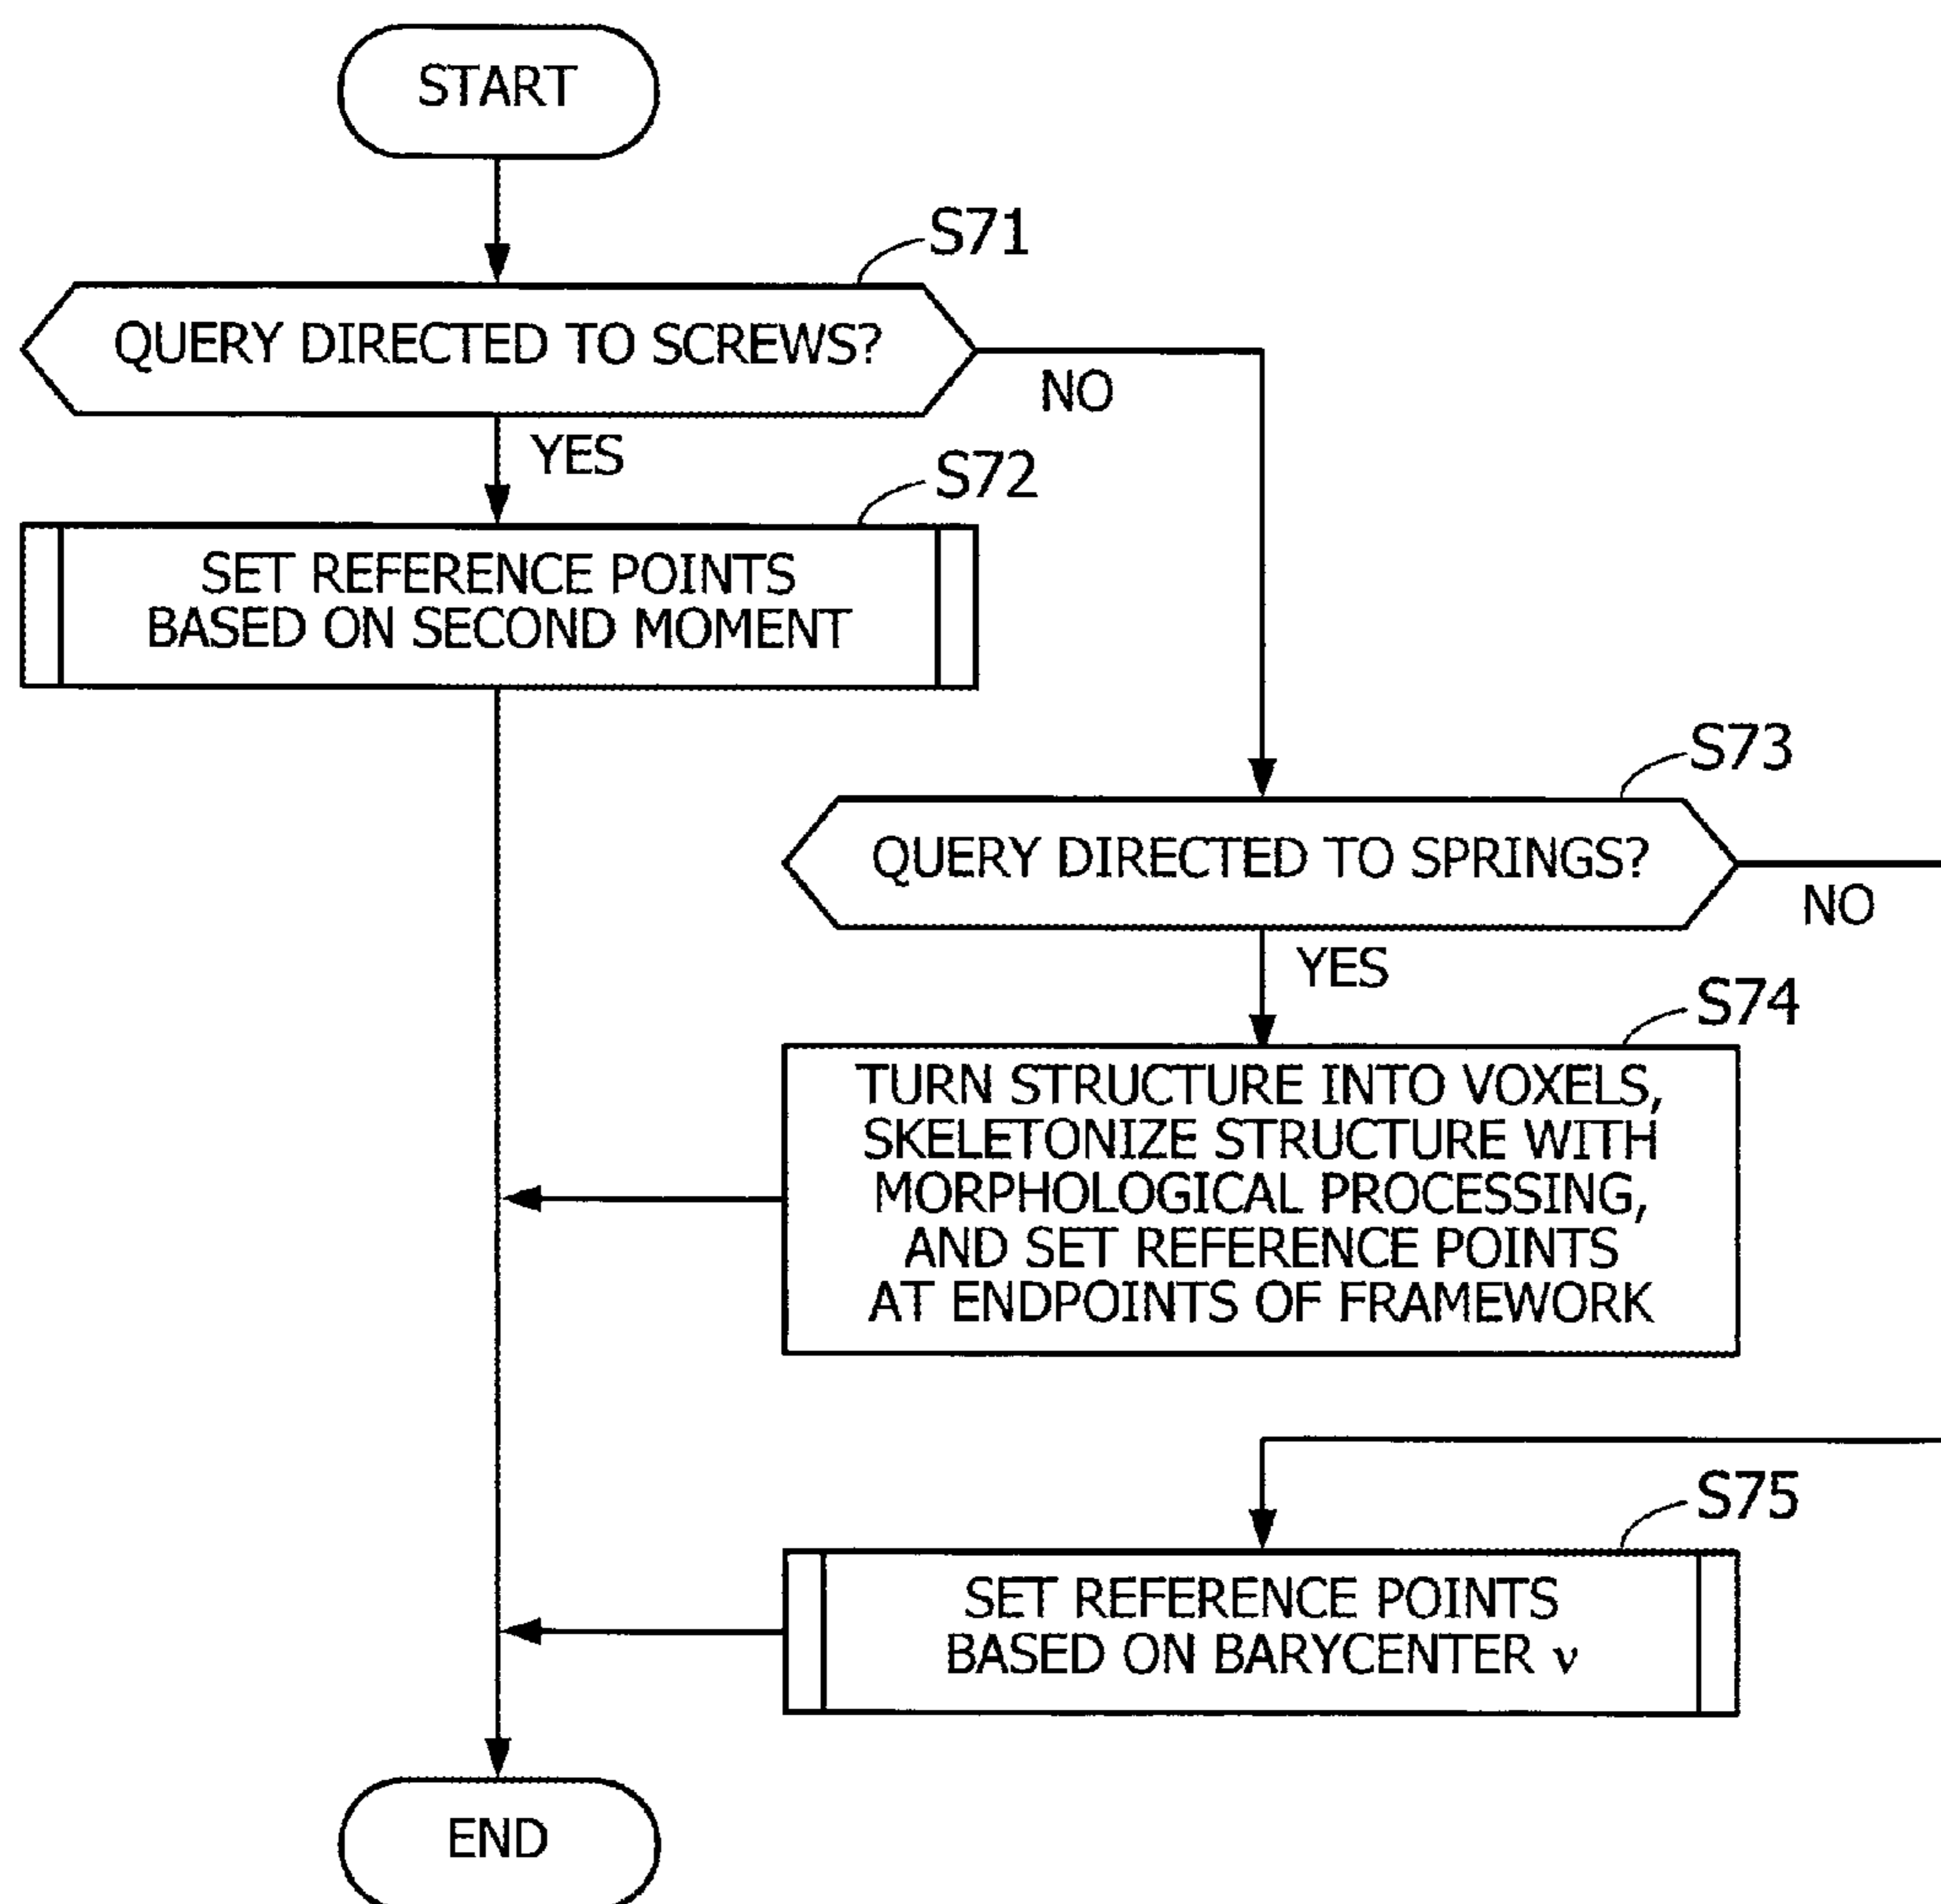 START
S71
QUERY DIRECTED TO SCREWS?
NO
YES
S72
SET REFERENCE POINTS
BASED ON SECOND MOMENT
S73
QUERY DIRECTED TO SPRINGS?
NO
YES
S74
TURN STRUCTURE INTO VOXELS,
SKELETONIZE STRUCTURE WITH
MORPHOLOGICAL PROCESSING,
AND SET REFERENCE POINTS
AT ENDPOINTS OF FRAMEWORK
S75
SET REFERENCE POINTS
BASED ON BARYCENTER ν
END